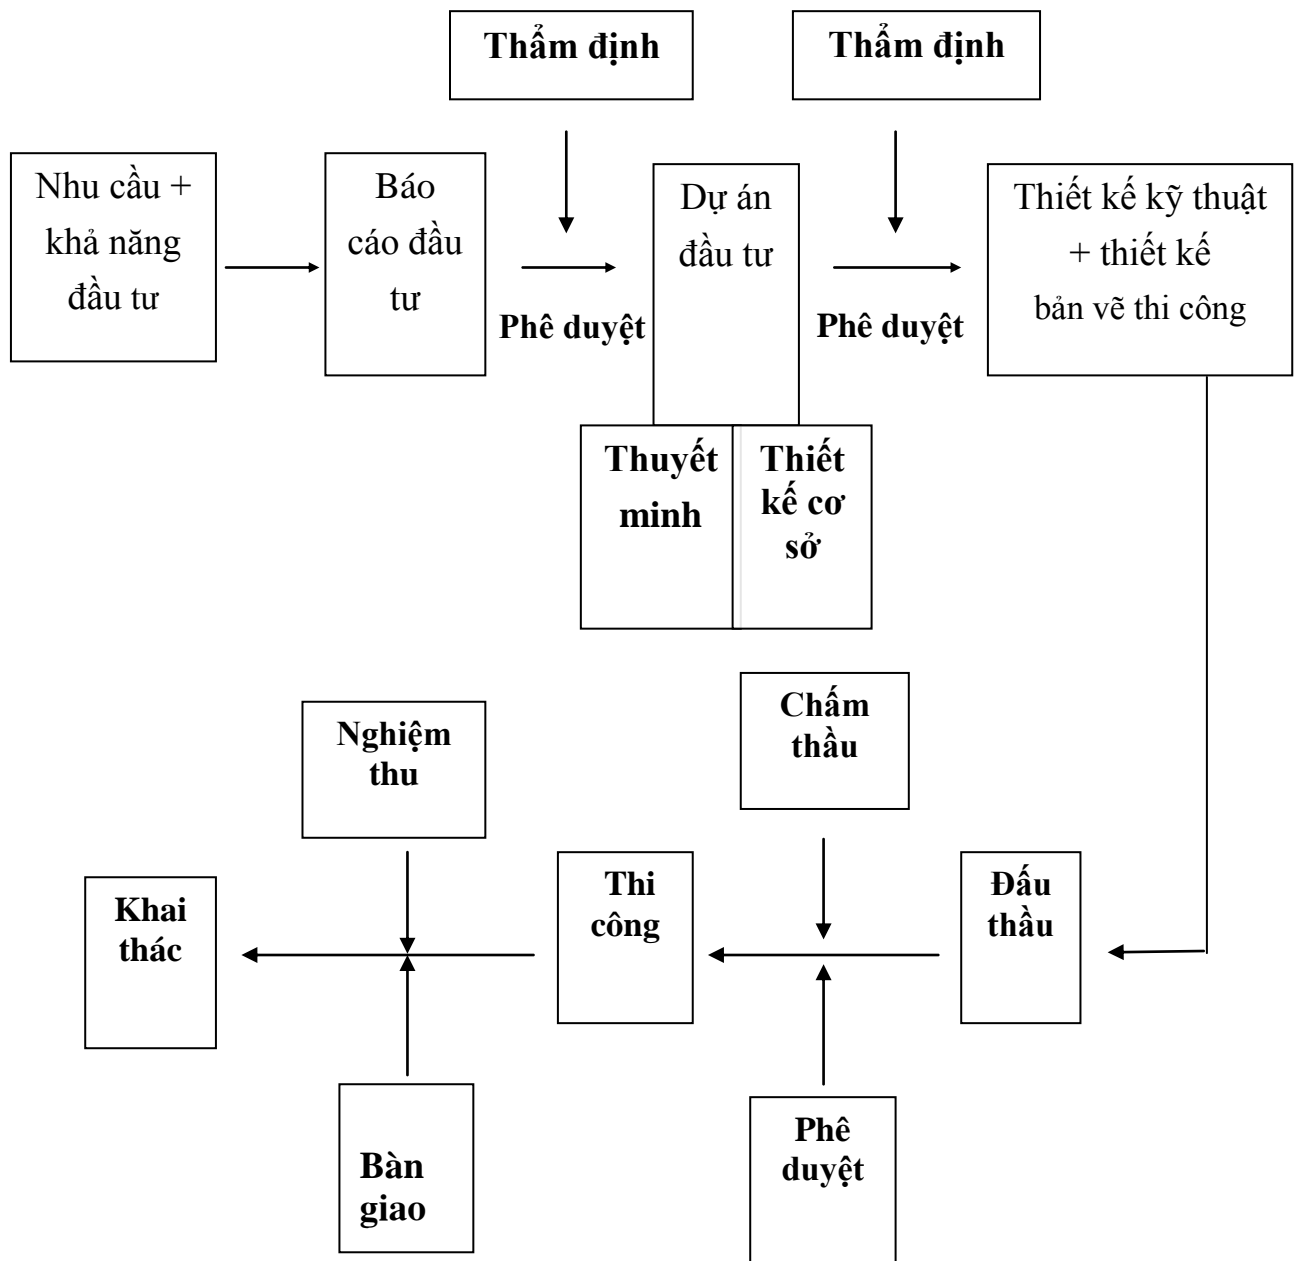 Thẩm định
Thẩm định
Nhu cầu +
khả năng
đầu tư
Báo
cáo đầu
tư
Phê duyệt
Dự án
đầu tư
Phê duyệt
Thiết kế kỹ thuật
+ thiết kế
bản vẽ thi công
Thuyết
minh
Thiết
kế cơ
sở
Chấm
thầu
Nghiệm
thu
Khai
thác
Thi
công
Đấu
thầu
Bàn
giao
Phê
duyệt